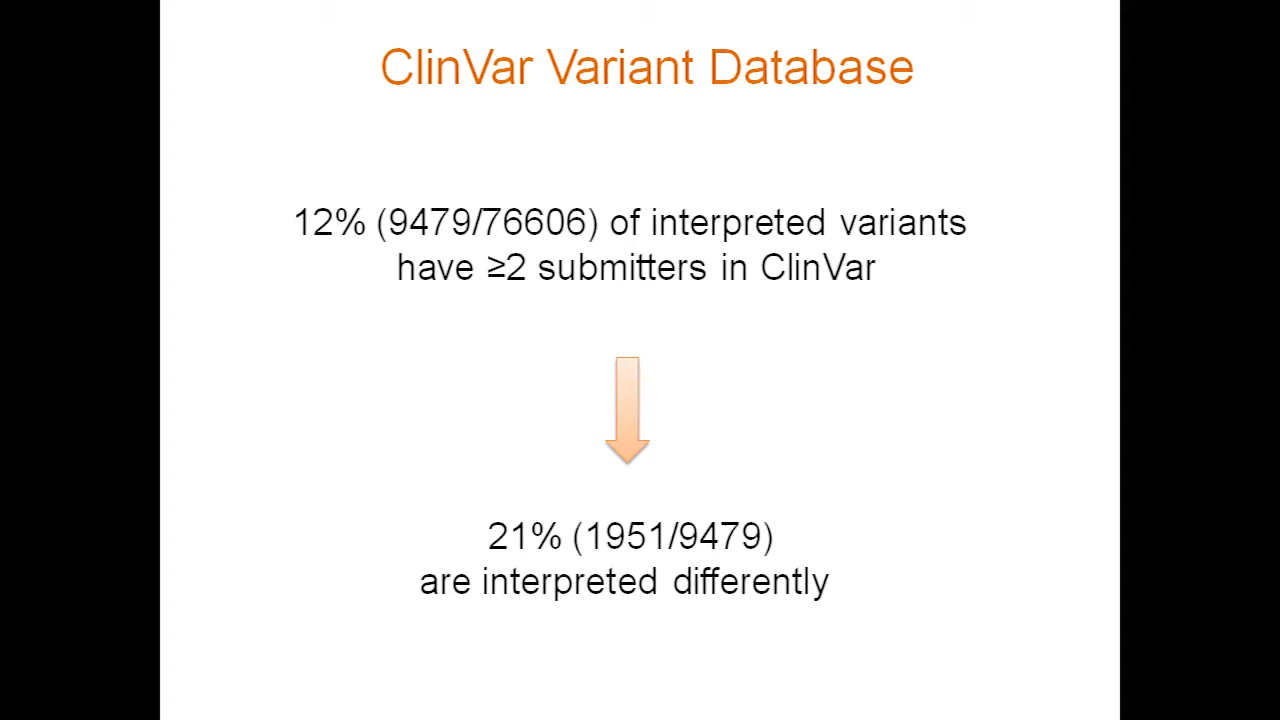 ClinVar Variant Database
12% (9479/76606) of interpreted variants
have ≥2 submitters in ClinVar
21% (1951/9479)
are interpreted differently